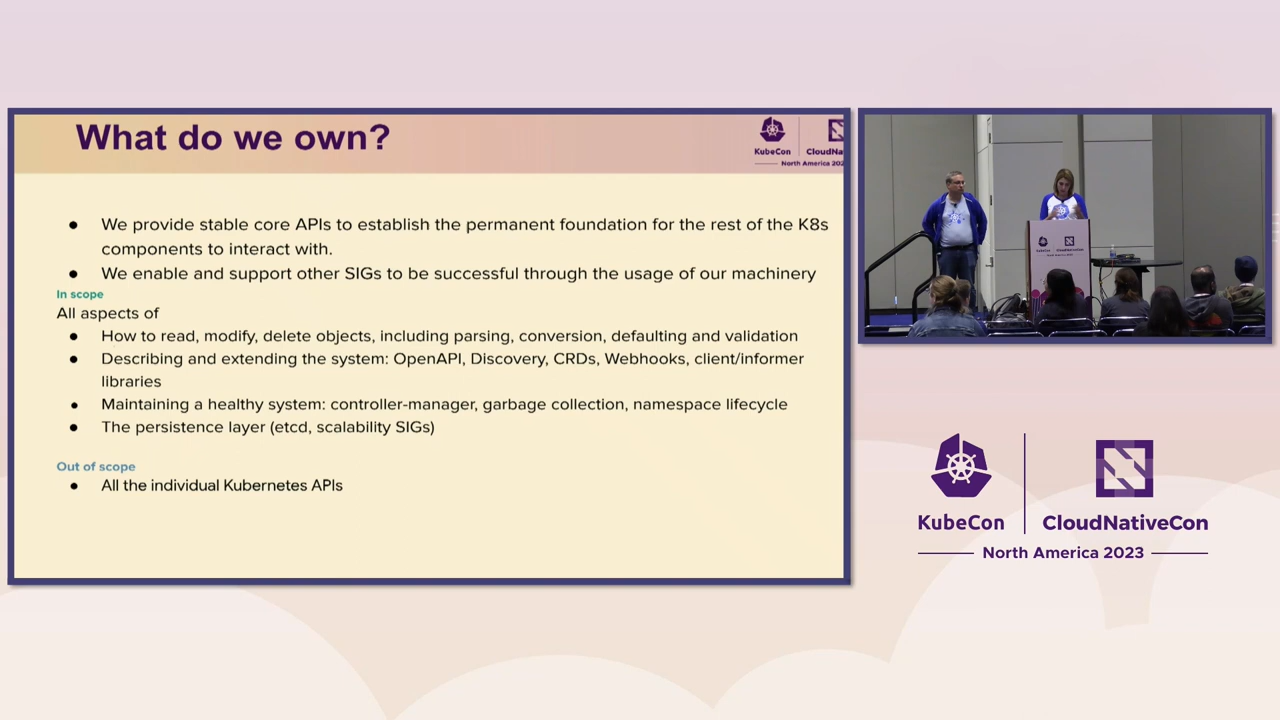 What do we own?
KubeCon
CloudNa
North America 202
● We provide stable core APIs to establish the permanent foundation for the rest of the K8s
components to interact with.
● We enable and support other SIGs to be successful through the usage of our machinery
In scope
All aspects of
● How to read, modify, delete objects, including parsing, conversion, defaulting and validation
● Describing and extending the system: OpenAPI, Discovery, CRDs, Webhooks, client/informer
libraries
● Maintaining a healthy system: controller-manager, garbage collection, namespace lifecycle
● The persistence layer (etcd, scalability SIGs)
Out of scope
● All the individual Kubernetes APIs
KubeCon
CloudNativeCon
North America 2023